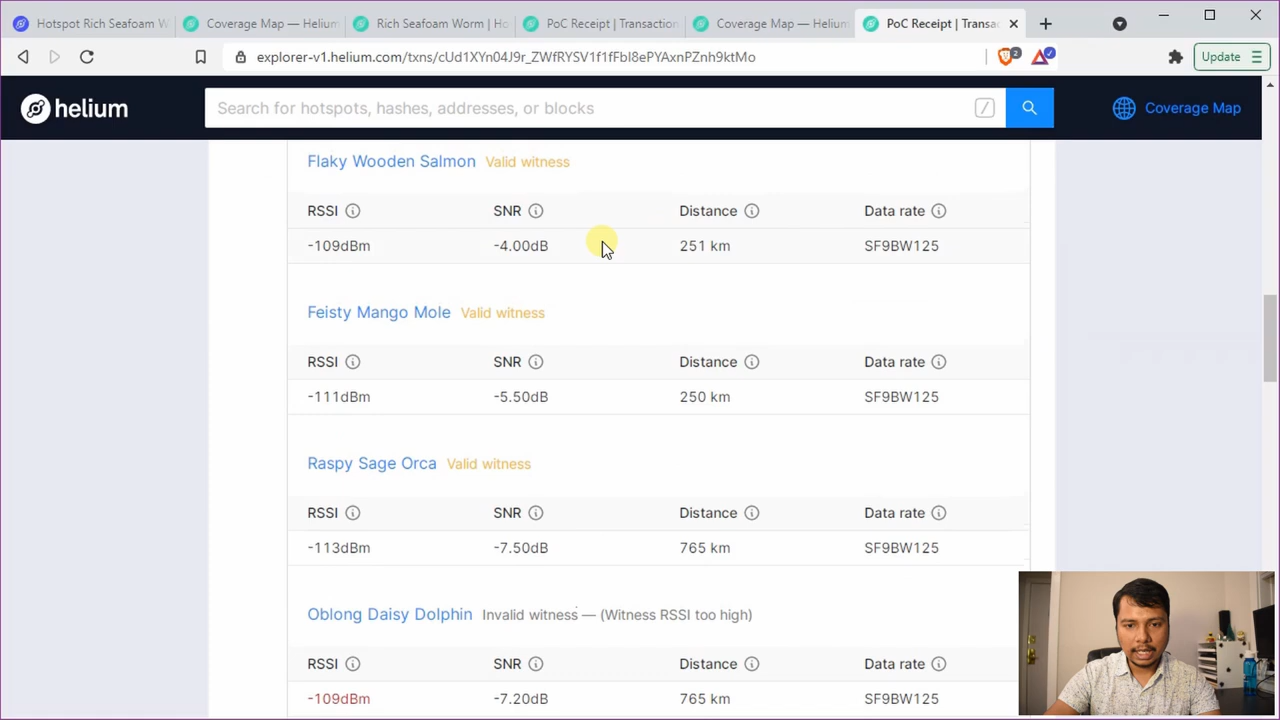 Hotspot Rich Seafoam W
Coverage Map — Helium
Rich Seafoam Worm | Ho
PoC Receipt | Transaction
Coverage Map — Helium
PoC Receipt | Transac
explorer-v1.helium.com/txns/cUd1XYn04J9r_ZWfRYSV1f1fFbI8ePYAxnPZnh9ktMo
2
Update
helium
Search for hotspots, hashes, addresses, or blocks
/
Coverage Map
Flaky Wooden Salmon Valid witness
RSSI SNR Distance Data rate
-109dBm -4.00dB 251 km SF9BW125
Feisty Mango Mole Valid witness
RSSI SNR Distance Data rate
-111dBm -5.50dB 250 km SF9BW125
Raspy Sage Orca Valid witness
RSSI SNR Distance Data rate
-113dBm -7.50dB 765 km SF9BW125
Oblong Daisy Dolphin Invalid witness — (Witness RSSI too high)
RSSI SNR Distance Data rate
-109dBm -7.20dB 765 km SF9BW125